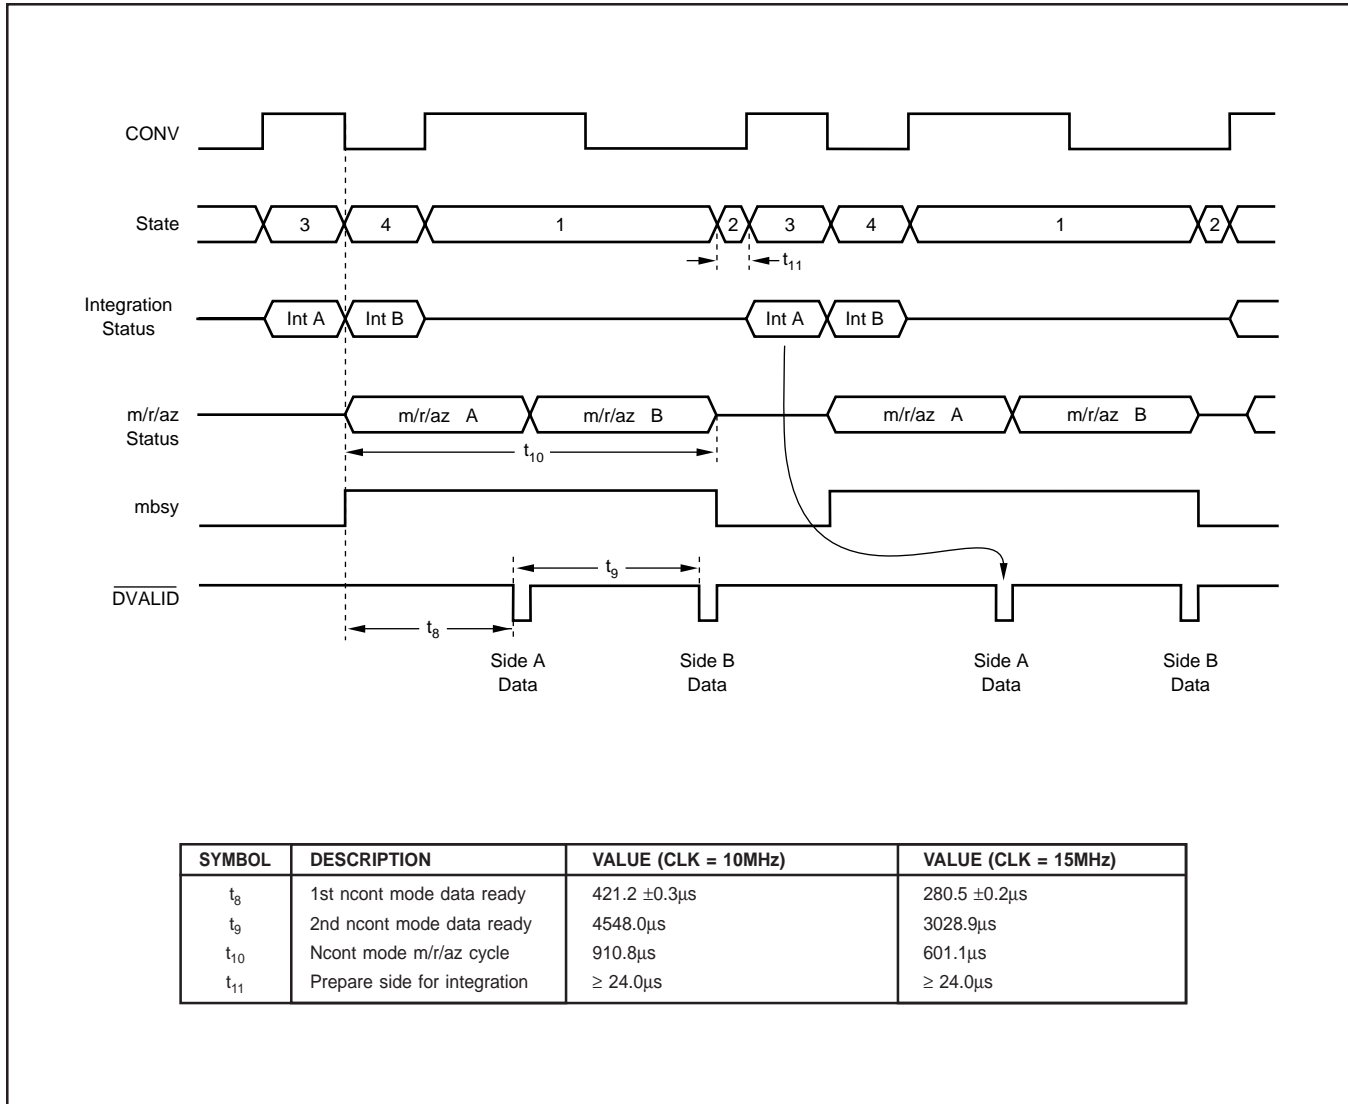 CONV
State 3 4 1 2 3 4 1 2
t11
Integration
Status
Int A Int B Int A Int B
m/r/az
Status
m/r/az A m/r/az B m/r/az A m/r/az B
t10
mbsy
t9
DVALID
t8
Side A
Data
Side B
Data
Side A
Data
Side B
Data
SYMBOL DESCRIPTION VALUE (CLK = 10MHz) VALUE (CLK = 15MHz)
t8 1st ncont mode data ready 421.2 ±0.3µs 280.5 ±0.2µs
t9 2nd ncont mode data ready 4548.0µs 3028.9µs
t10 Ncont mode m/r/az cycle 910.8µs 601.1µs
t11 Prepare side for integration ≥ 24.0µs ≥ 24.0µs